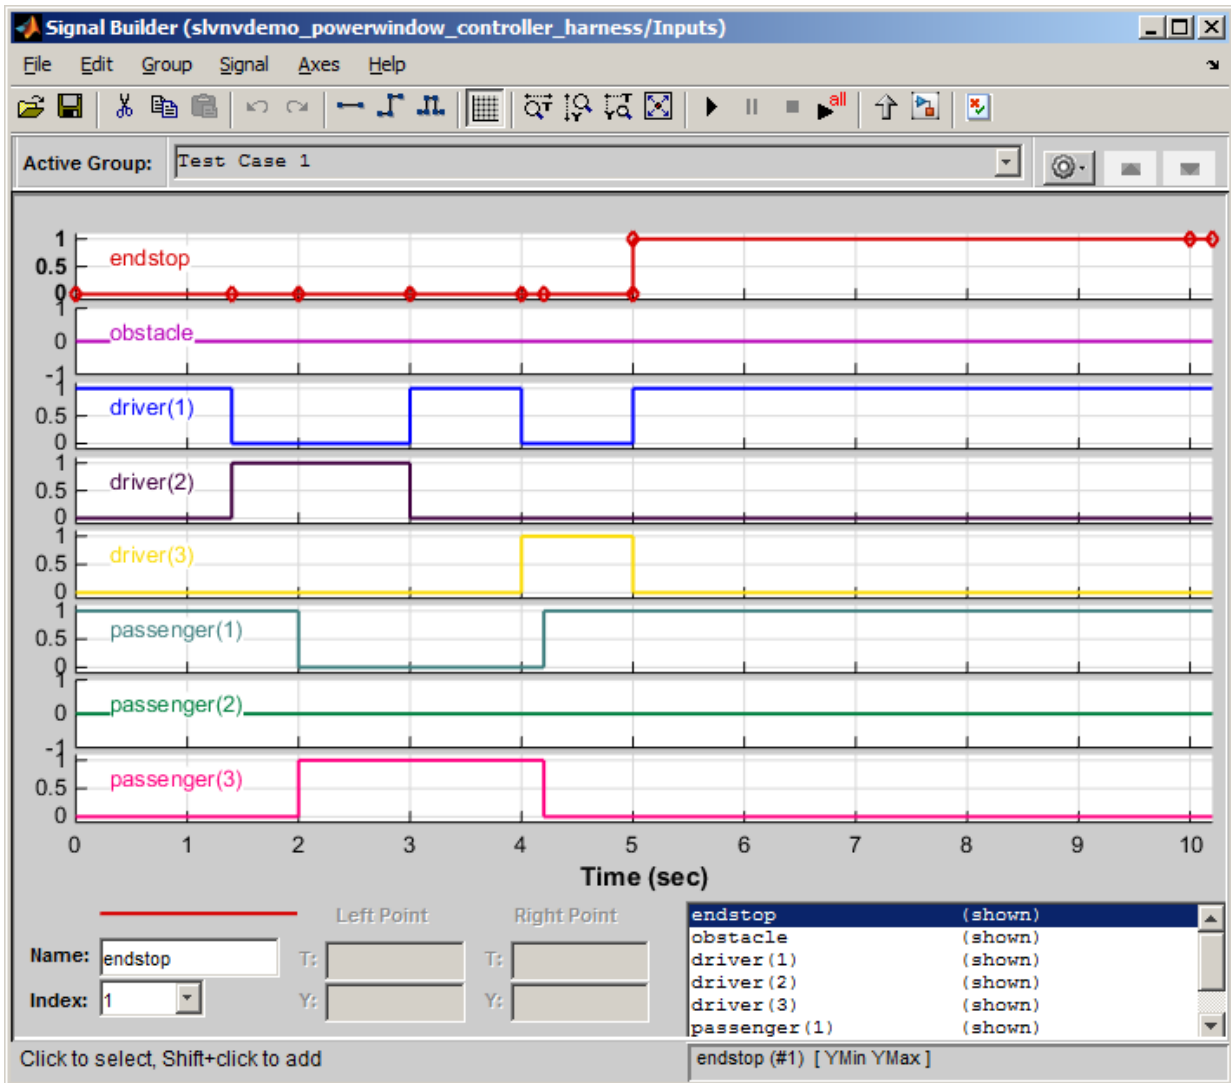 Signal Builder (slvnvdemo_powerwindow_controller_harness/Inputs)
File Edit Group Signal Axes Help
all
Active Group: Test Case 1
1
0.5
0
endstop
1
0
-1
obstacle
1
0.5
0
driver(1)
1
0.5
0
driver(2)
1
0.5
0
driver(3)
1
0.5
0
passenger(1)
1
0
-1
passenger(2)
1
0.5
0
passenger(3)
0 1 2 3 4 5 6 7 8 9 10
Time (sec)
Left Point Right Point
Name: endstop T: T:
Index: 1 Y: Y:
endstop (shown)
obstacle (shown)
driver(1) (shown)
driver(2) (shown)
driver(3) (shown)
passenger(1) (shown)
Click to select, Shift+click to add
endstop (#1) [ YMin YMax ]